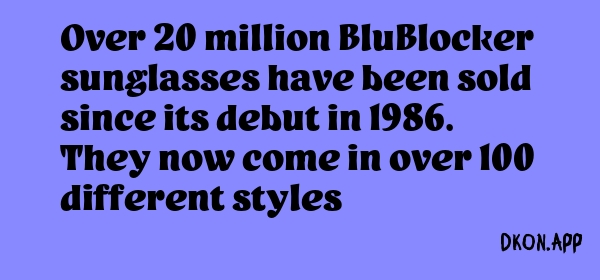 Over 20 million BluBlocker
sunglasses have been sold
since its debut in 1986.
They now come in over 100
different styles
DKON.APP